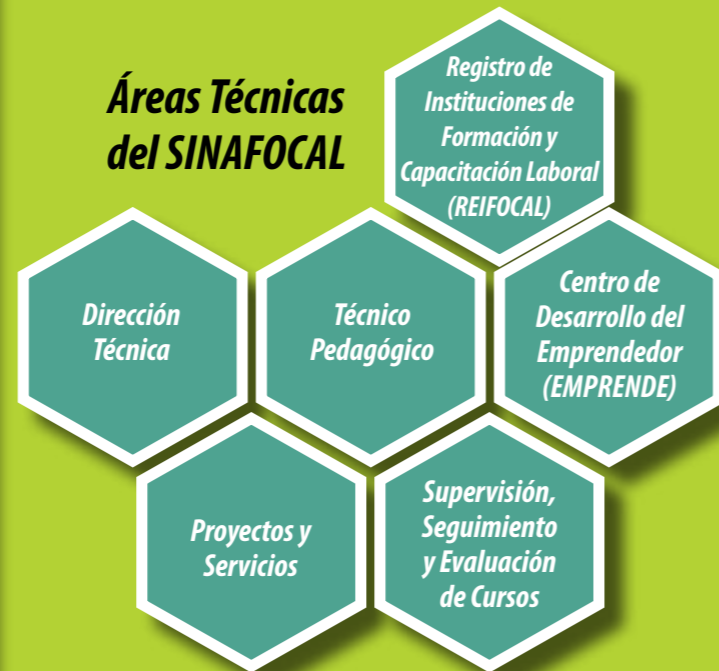 Áreas Técnicas
del SINAFOCAL
Registro de
Instituciones de
Formación y
Capacitación Laboral
(REIFOCAL)
Dirección
Técnica
Técnico
Pedagógico
Centro de
Desarrollo del
Emprendedor
(EMPRENDE)
Proyectos y
Servicios
Supervisión,
Seguimiento
y Evaluación
de Cursos